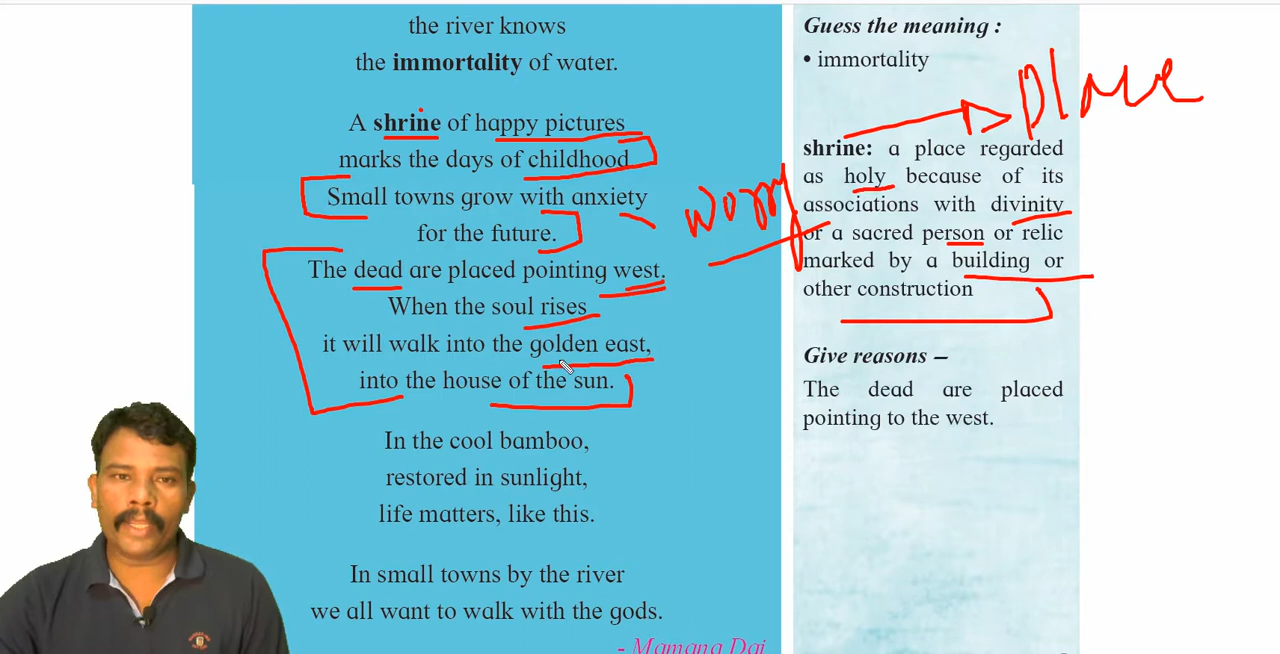 the river knows
the immortality of water.
A shrine of happy pictures
marks the days of childhood
Small towns grow with anxiety
for the future.
The dead are placed pointing west.
When the soul rises
it will walk into the golden east,
into the house of the sun.
In the cool bamboo,
restored in sunlight,
life matters, like this.
In small towns by the river
we all want to walk with the gods.
- Mamang Dai
worry
Guess the meaning :
• immortality
place
shrine: a place regarded
as holy because of its
associations with divinity
or a sacred person or relic
marked by a building or
other construction
Give reasons –
The dead are placed
pointing to the west.